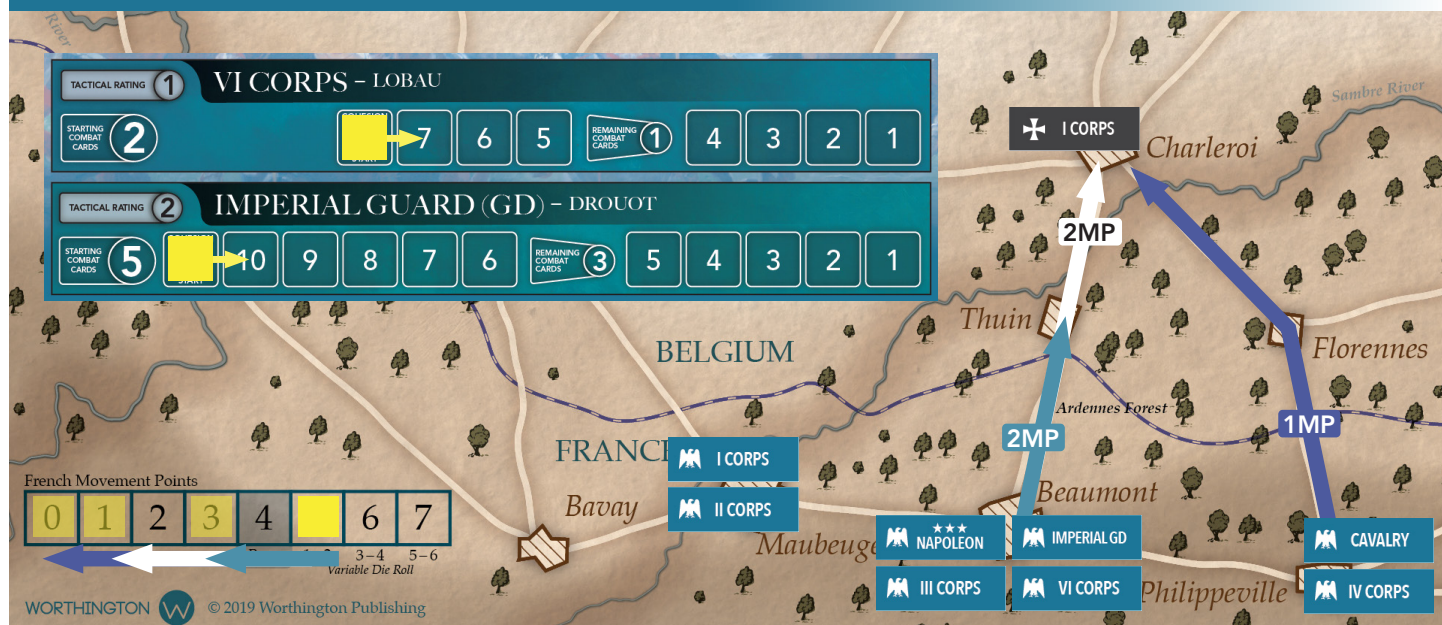 River
TACTICAL RATING 1 VI CORPS – LOBAU
STARTING COMBAT CARDS 2 7 6 5 REMAINING COMBAT CARDS 1 4 3 2 1
TACTICAL RATING 2 IMPERIAL GUARD (GD) – DROUOT
STARTING COMBAT CARDS 5 10 9 8 7 6 REMAINING COMBAT CARDS 3 5 4 3 2 1
Sambre River
I CORPS
Charleroi
2MP
Thuin
BELGIUM
Florennes
Ardennes Forest
1MP
2MP
FRANCE
I CORPS
II CORPS
Bavay
Beaumont
Maubeuge
NAPOLEON
IMPERIAL GD
CAVALRY
III CORPS
VI CORPS
Philippeville
IV CORPS
French Movement Points
0 1 2 3 4 6 7
3–4 5–6
Variable Die Roll
WORTHINGTON W © 2019 Worthington Publishing